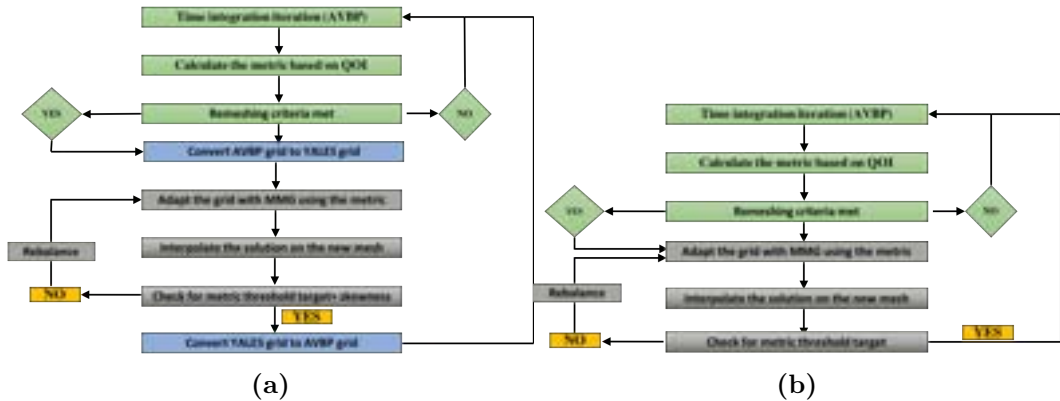 Time integration iteration (AVBP)
Calculate the metric based on QOI
YES
Remeshing criteria met
NO
Convert AVBP grid to YALES grid
Adapt the grid with MMG using the metric
Rebalance
Interpolate the solution on the new mesh
NO
Check for metric threshold target+ skewness
YES
Convert YALES grid to AVBP grid
(a)
Time integration iteration (AVBP)
Calculate the metric based on QOI
YES
Remeshing criteria met
NO
Adapt the grid with MMG using the metric
Rebalance
Interpolate the solution on the new mesh
NO
Check for metric threshold target
YES
(b)